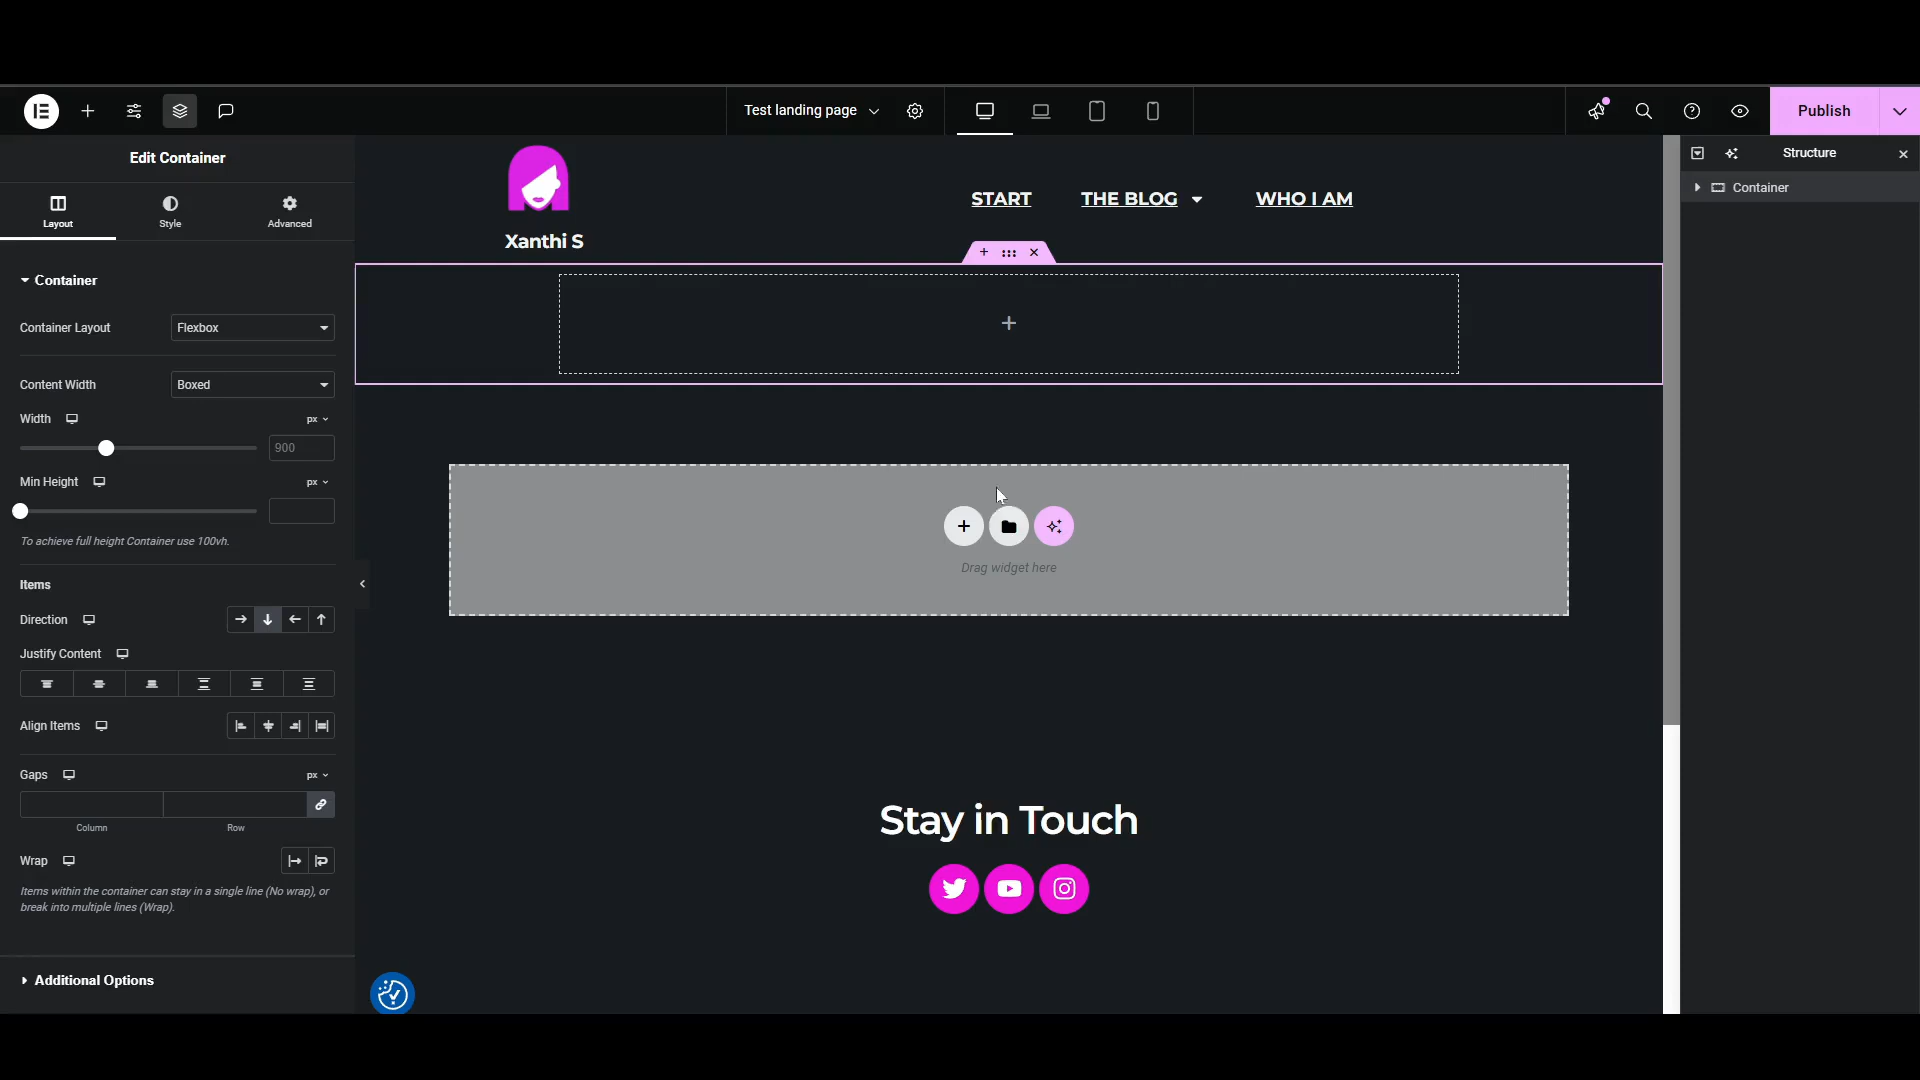 Test landing page
Publish
Edit Container
Layout
Style
Advanced
Container
Container Layout
Flexbox
Content Width
Boxed
Width
px
900
Min Height
px
To achieve full height Container use 100vh.
Items
Direction
Justify Content
Align Items
Gaps
px
Column
Row
Wrap
Items within the container can stay in a single line (No wrap), or
break into multiple lines (Wrap).
Additional Options
Xanthi S
START
THE BLOG
WHO I AM
Drag widget here
Stay in Touch
Structure
Container